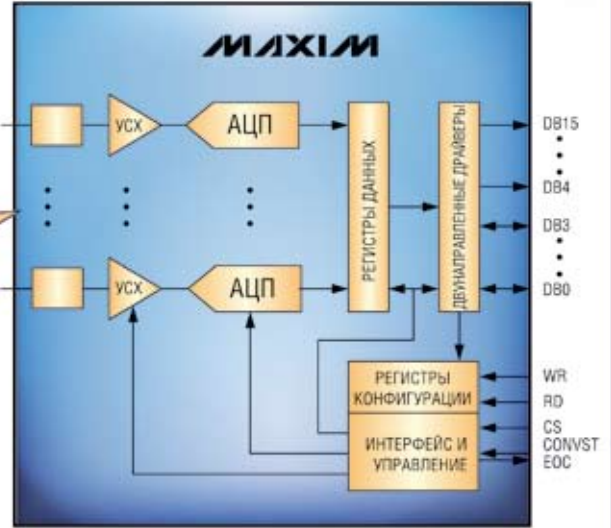 MAXIM
УСХ
АЦП
РЕГИСТРЫ ДАННЫХ
ДВУНАПРАВЛЕННЫЕ ДРАЙВЕРЫ
DB15
DB4
DB3
DB0
УСХ
АЦП
РЕГИСТРЫ
КОНФИГУРАЦИИ
ИНТЕРФЕЙС И
УПРАВЛЕНИЕ
WR
RD
CS
CONVST
EOC